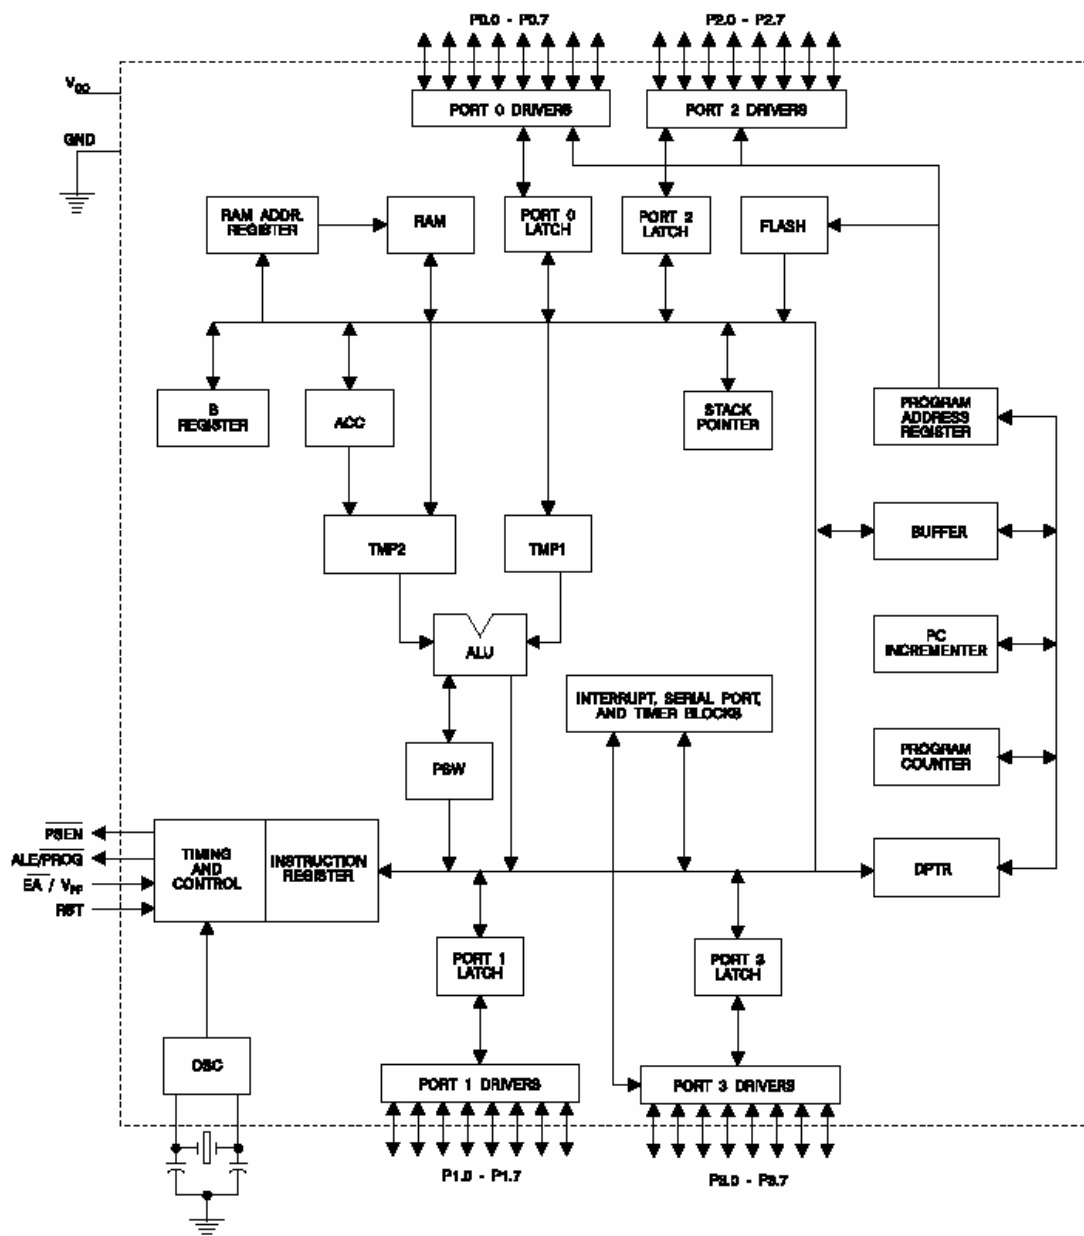 P0.0 - P0.7
P2.0 - P2.7
VCC
GND
PORT 0 DRIVERS
PORT 2 DRIVERS
RAM ADDR.
REGISTER
RAM
PORT 0
LATCH
PORT 2
LATCH
FLASH
B
REGISTER
ACC
STACK
POINTER
PROGRAM
ADDRESS
REGISTER
TMP2
TMP1
BUFFER
ALU
PC
INCREMENTER
INTERRUPT, SERIAL PORT,
AND TIMER BLOCKS
PSW
PROGRAM
COUNTER
PSEN
ALE/PROG
EA / VPP
RST
TIMING
AND
CONTROL
INSTRUCTION
REGISTER
DPTR
PORT 1
LATCH
PORT 3
LATCH
OSC
PORT 1 DRIVERS
PORT 3 DRIVERS
P1.0 - P1.7
P3.0 - P3.7